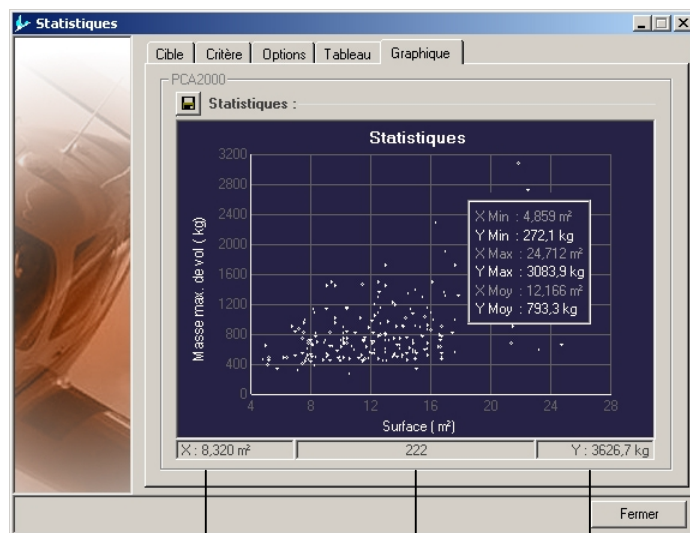 Statistiques
Cible Critère Options Tableau Graphique
PCA2000
Statistiques :
Statistiques
Masse max. de vol ( kg)
3200
2800
2400
2000
1600
1200
800
400
0
X Min : 4,859 m²
Y Min : 272,1 kg
X Max : 24,712 m²
Y Max : 3083,9 kg
X Moy : 12,166 m²
Y Moy : 793,3 kg
4 8 12 16 20 24 28
Surface ( m²)
X : 8,320 m² 222 Y : 3626,7 kg
Fermer